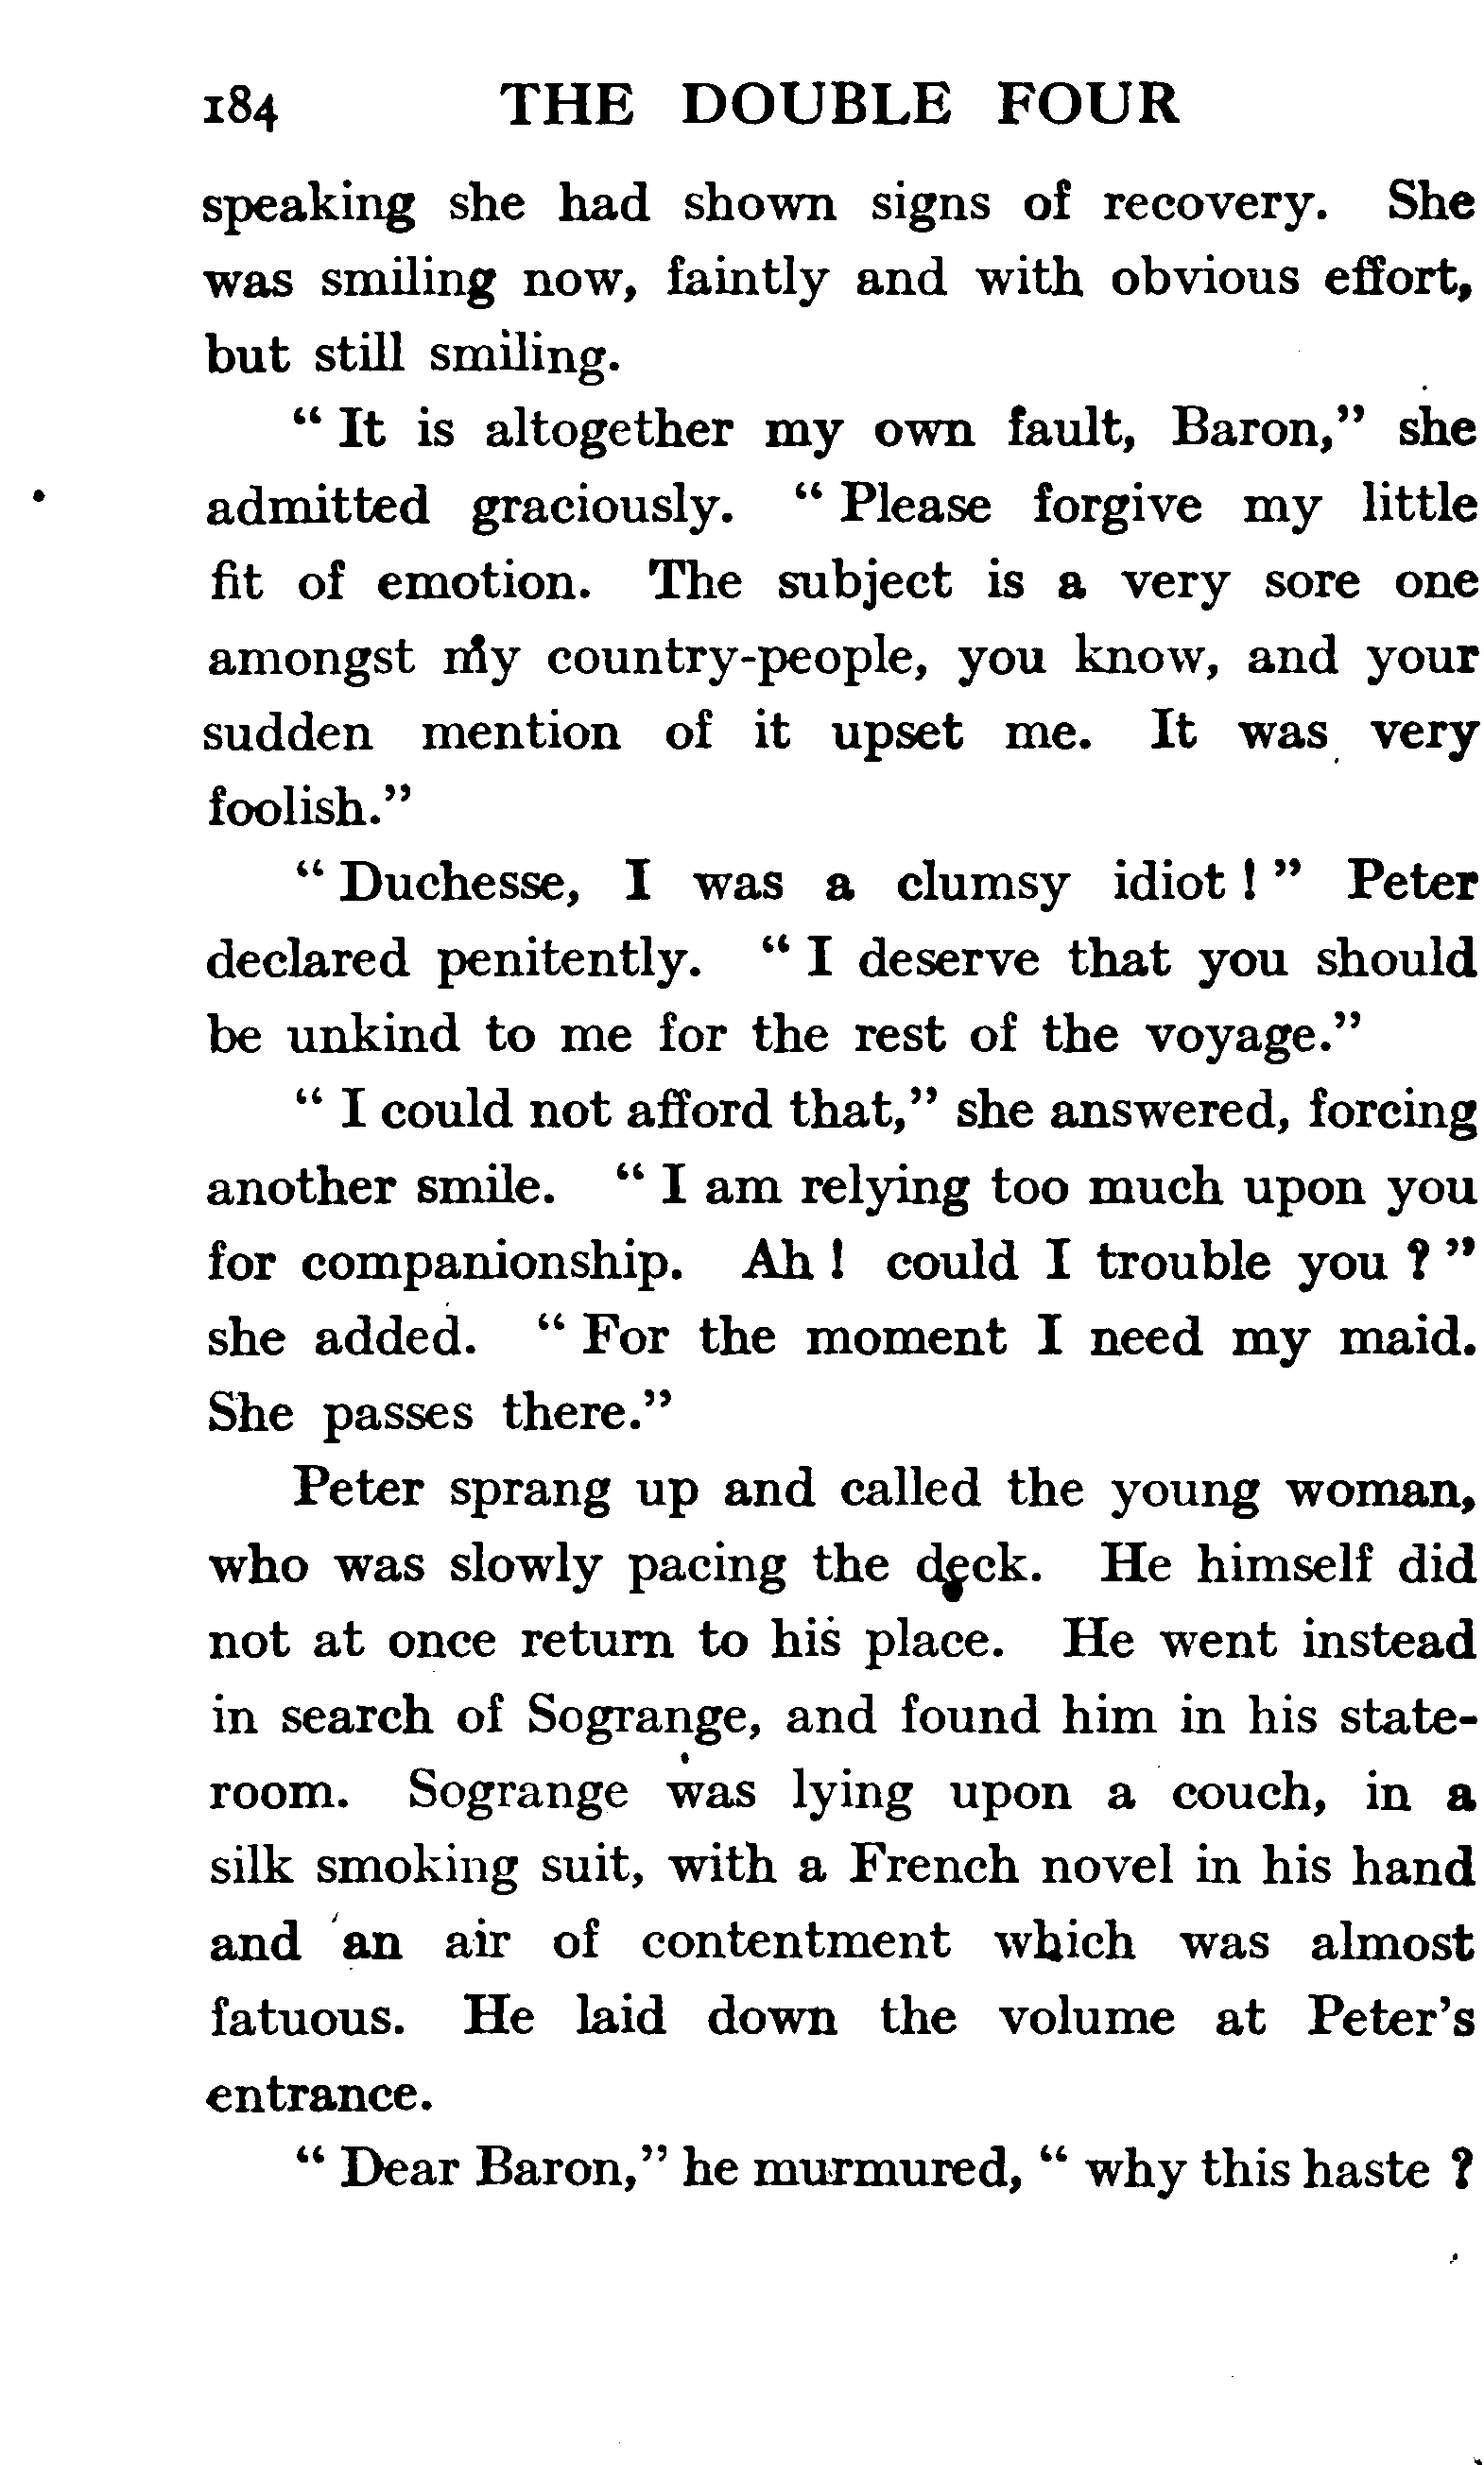 184 THE DOUBLE FOUR
speaking she had shown signs of recovery. She
was smiling now, faintly and with obvious effort,
but still smiling.
“ It is altogether my own fault, Baron,” she
admitted graciously. “ Please forgive my little
fit of emotion. The subject is a very sore one
amongst my country-people, you know, and your
sudden mention of it upset me. It was very
foolish.”
“ Duchesse, I was a clumsy idiot ! ” Peter
declared penitently. “ I deserve that you should
be unkind to me for the rest of the voyage.”
“ I could not afford that,” she answered, forcing
another smile. “ I am relying too much upon you
for companionship. Ah ! could I trouble you ? ”
she added. “ For the moment I need my maid.
She passes there.”
Peter sprang up and called the young woman,
who was slowly pacing the deck. He himself did
not at once return to his place. He went instead
in search of Sogrange, and found him in his state-
room. Sogrange was lying upon a couch, in a
silk smoking suit, with a French novel in his hand
and an air of contentment which was almost
fatuous. He laid down the volume at Peter’s
entrance.
“ Dear Baron,” he murmured, “ why this haste ?